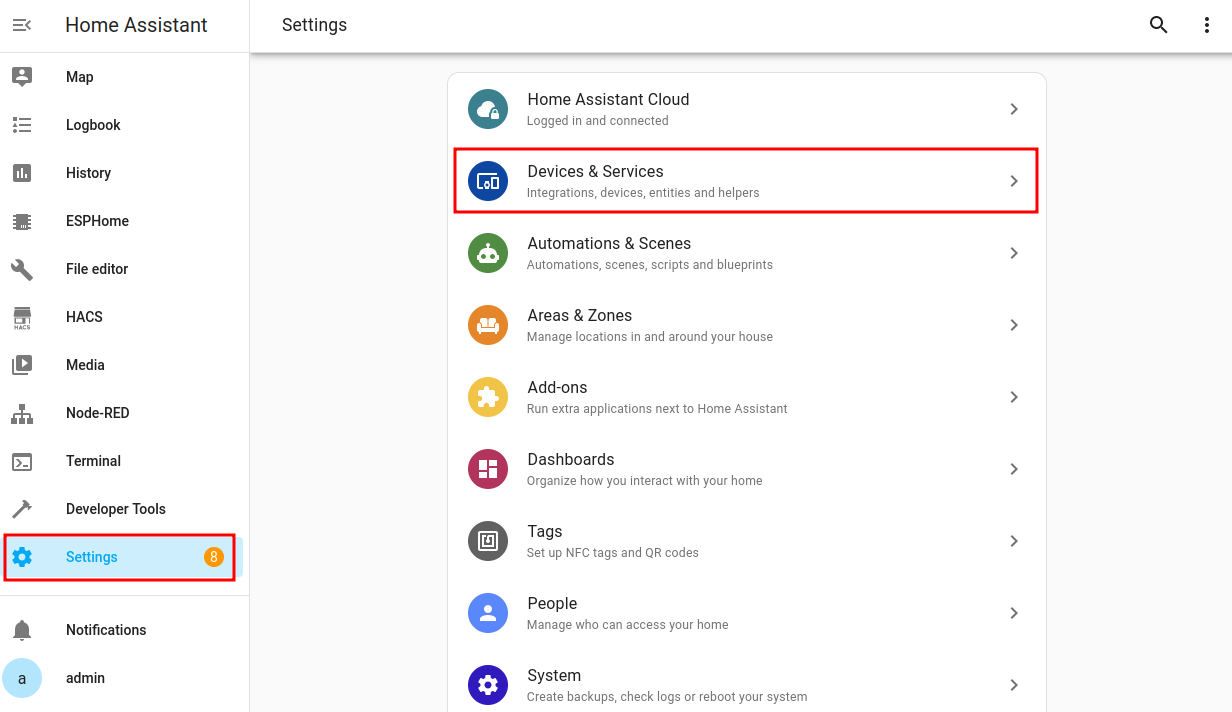 Home Assistant
Map
Logbook
History
ESPHome
File editor
HACS
HACS
Media
Node-RED
Terminal
Developer Tools
Settings 8
Notifications
a admin
Settings
Home Assistant Cloud
Logged in and connected
Devices & Services
Integrations, devices, entities and helpers
Automations & Scenes
Automations, scenes, scripts and blueprints
Areas & Zones
Manage locations in and around your house
Add-ons
Run extra applications next to Home Assistant
Dashboards
Organize how you interact with your home
Tags
Set up NFC tags and QR codes
People
Manage who can access your home
System
Create backups, check logs or reboot your system